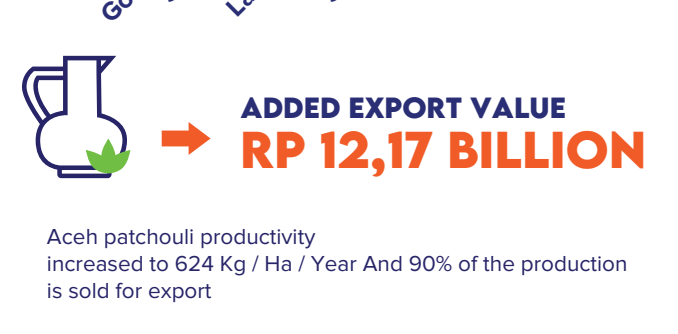 ADDED EXPORT VALUE
RP 12,17 BILLION
Aceh patchouli productivity
increased to 624 Kg / Ha / Year And 90% of the production
is sold for export